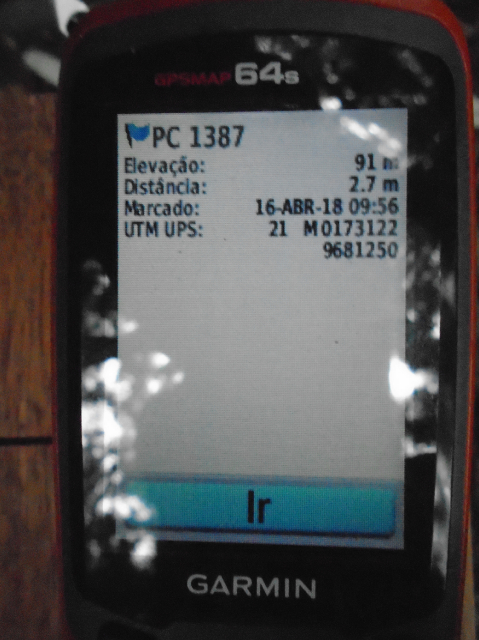 GPSMAP 64s
PC 1387
Elevação: 91 m
Distância: 2.7 m
Marcado: 16-ABR-18 09:56
UTM UPS: 21 M 0173122
9681250
Ir
GARMIN